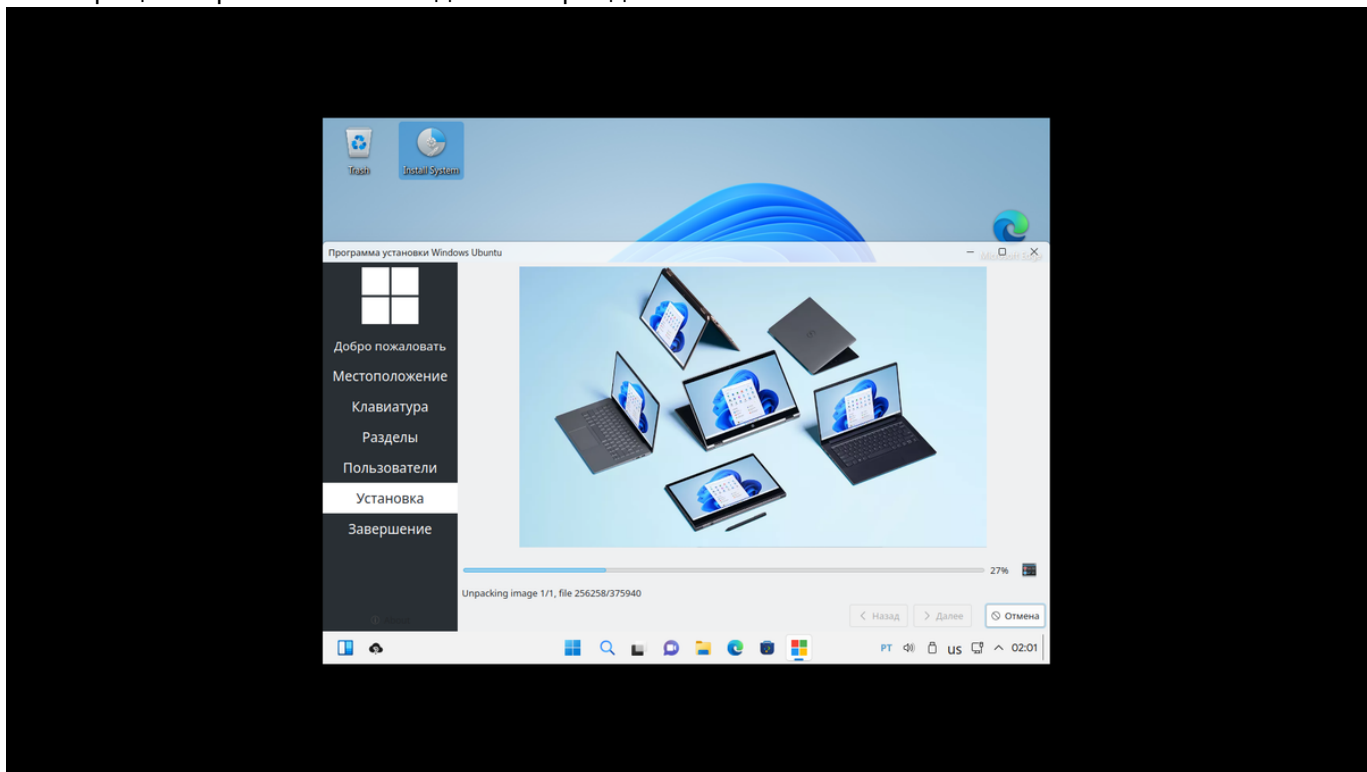 Trash
Install System
Программа установки Windows Ubuntu
Добро пожаловать
Местоположение
Клавиатура
Разделы
Пользователи
Установка
Завершение
27%
Unpacking image 1/1, file 256258/375940
Назад
Далее
Отмена
PT
us
02:01